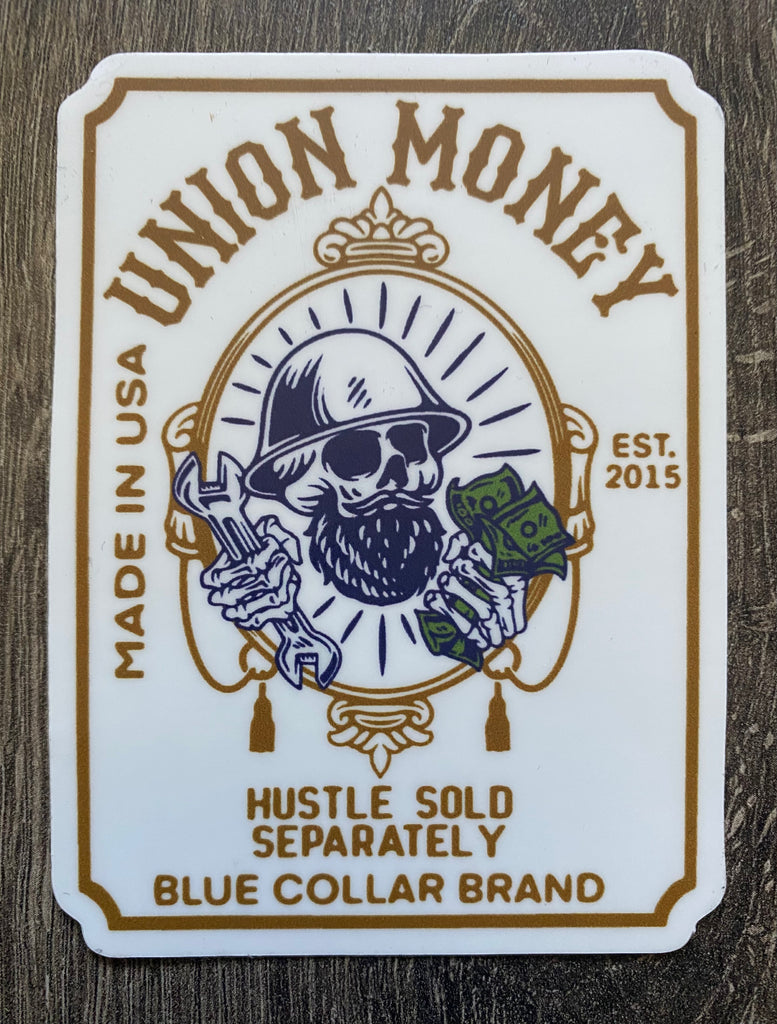 UNION MONEY
MADE IN USA
EST.
2015
HUSTLE SOLD
SEPARATELY
BLUE COLLAR BRAND